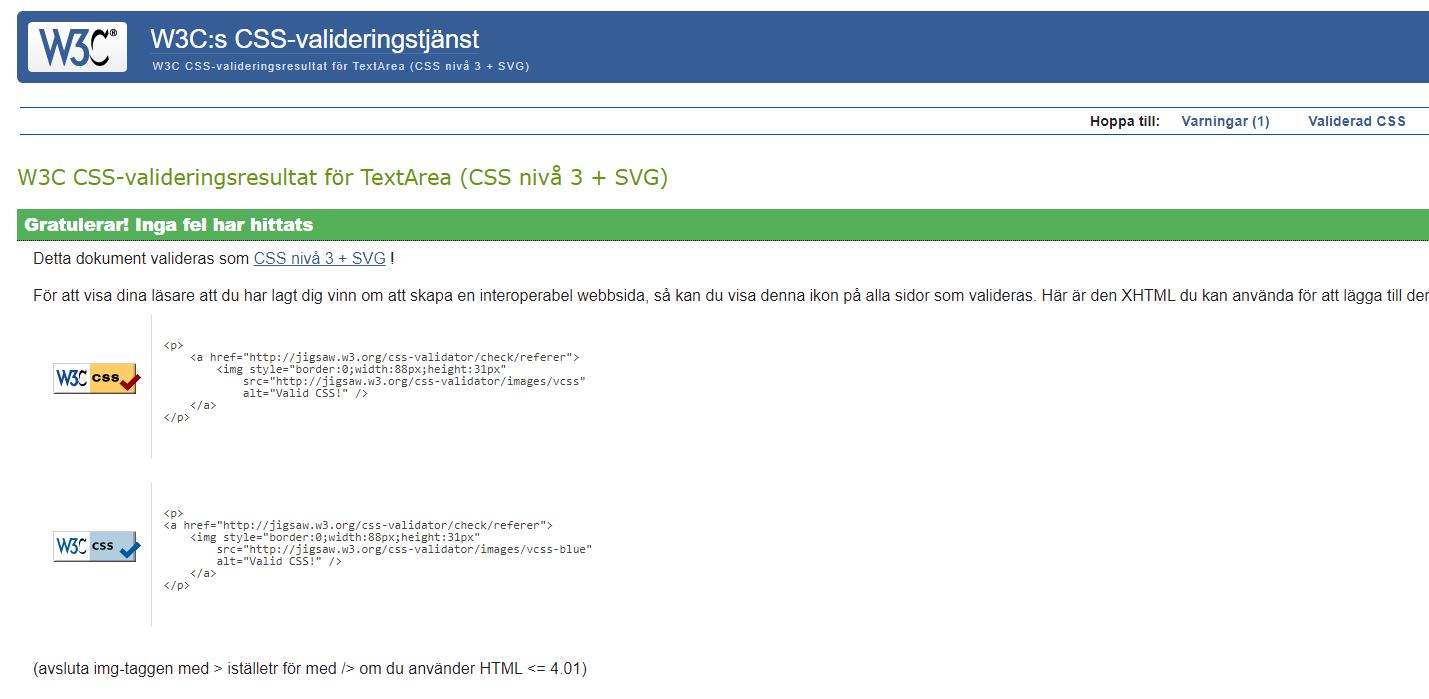 W3C®
W3C:s CSS-valideringstjänst
W3C CSS-valideringsresultat för TextArea (CSS nivå 3 + SVG)
Hoppa till: Varningar (1) Validerad CSS
W3C CSS-valideringsresultat för TextArea (CSS nivå 3 + SVG)
Gratulerar! Inga fel har hittats
Detta dokument valideras som CSS nivå 3 + SVG !
För att visa dina läsare att du har lagt dig vinn om att skapa en interoperabel webbsida, så kan du visa denna ikon på alla sidor som valideras. Här är den XHTML du kan använda för att lägga till
W3C css
<p>
    <a href="http://jigsaw.w3.org/css-validator/check/referer">
        <img style="border:0;width:88px;height:31px"
            src="http://jigsaw.w3.org/css-validator/images/vcss"
            alt="Valid CSS!" />
    </a>
</p>
W3C css
<p>
<a href="http://jigsaw.w3.org/css-validator/check/referer">
    <img style="border:0;width:88px;height:31px"
        src="http://jigsaw.w3.org/css-validator/images/vcss-blue"
        alt="Valid CSS!" />
    </a>
</p>
(avsluta img-taggen med > iställetr för med /> om du använder HTML <= 4.01)